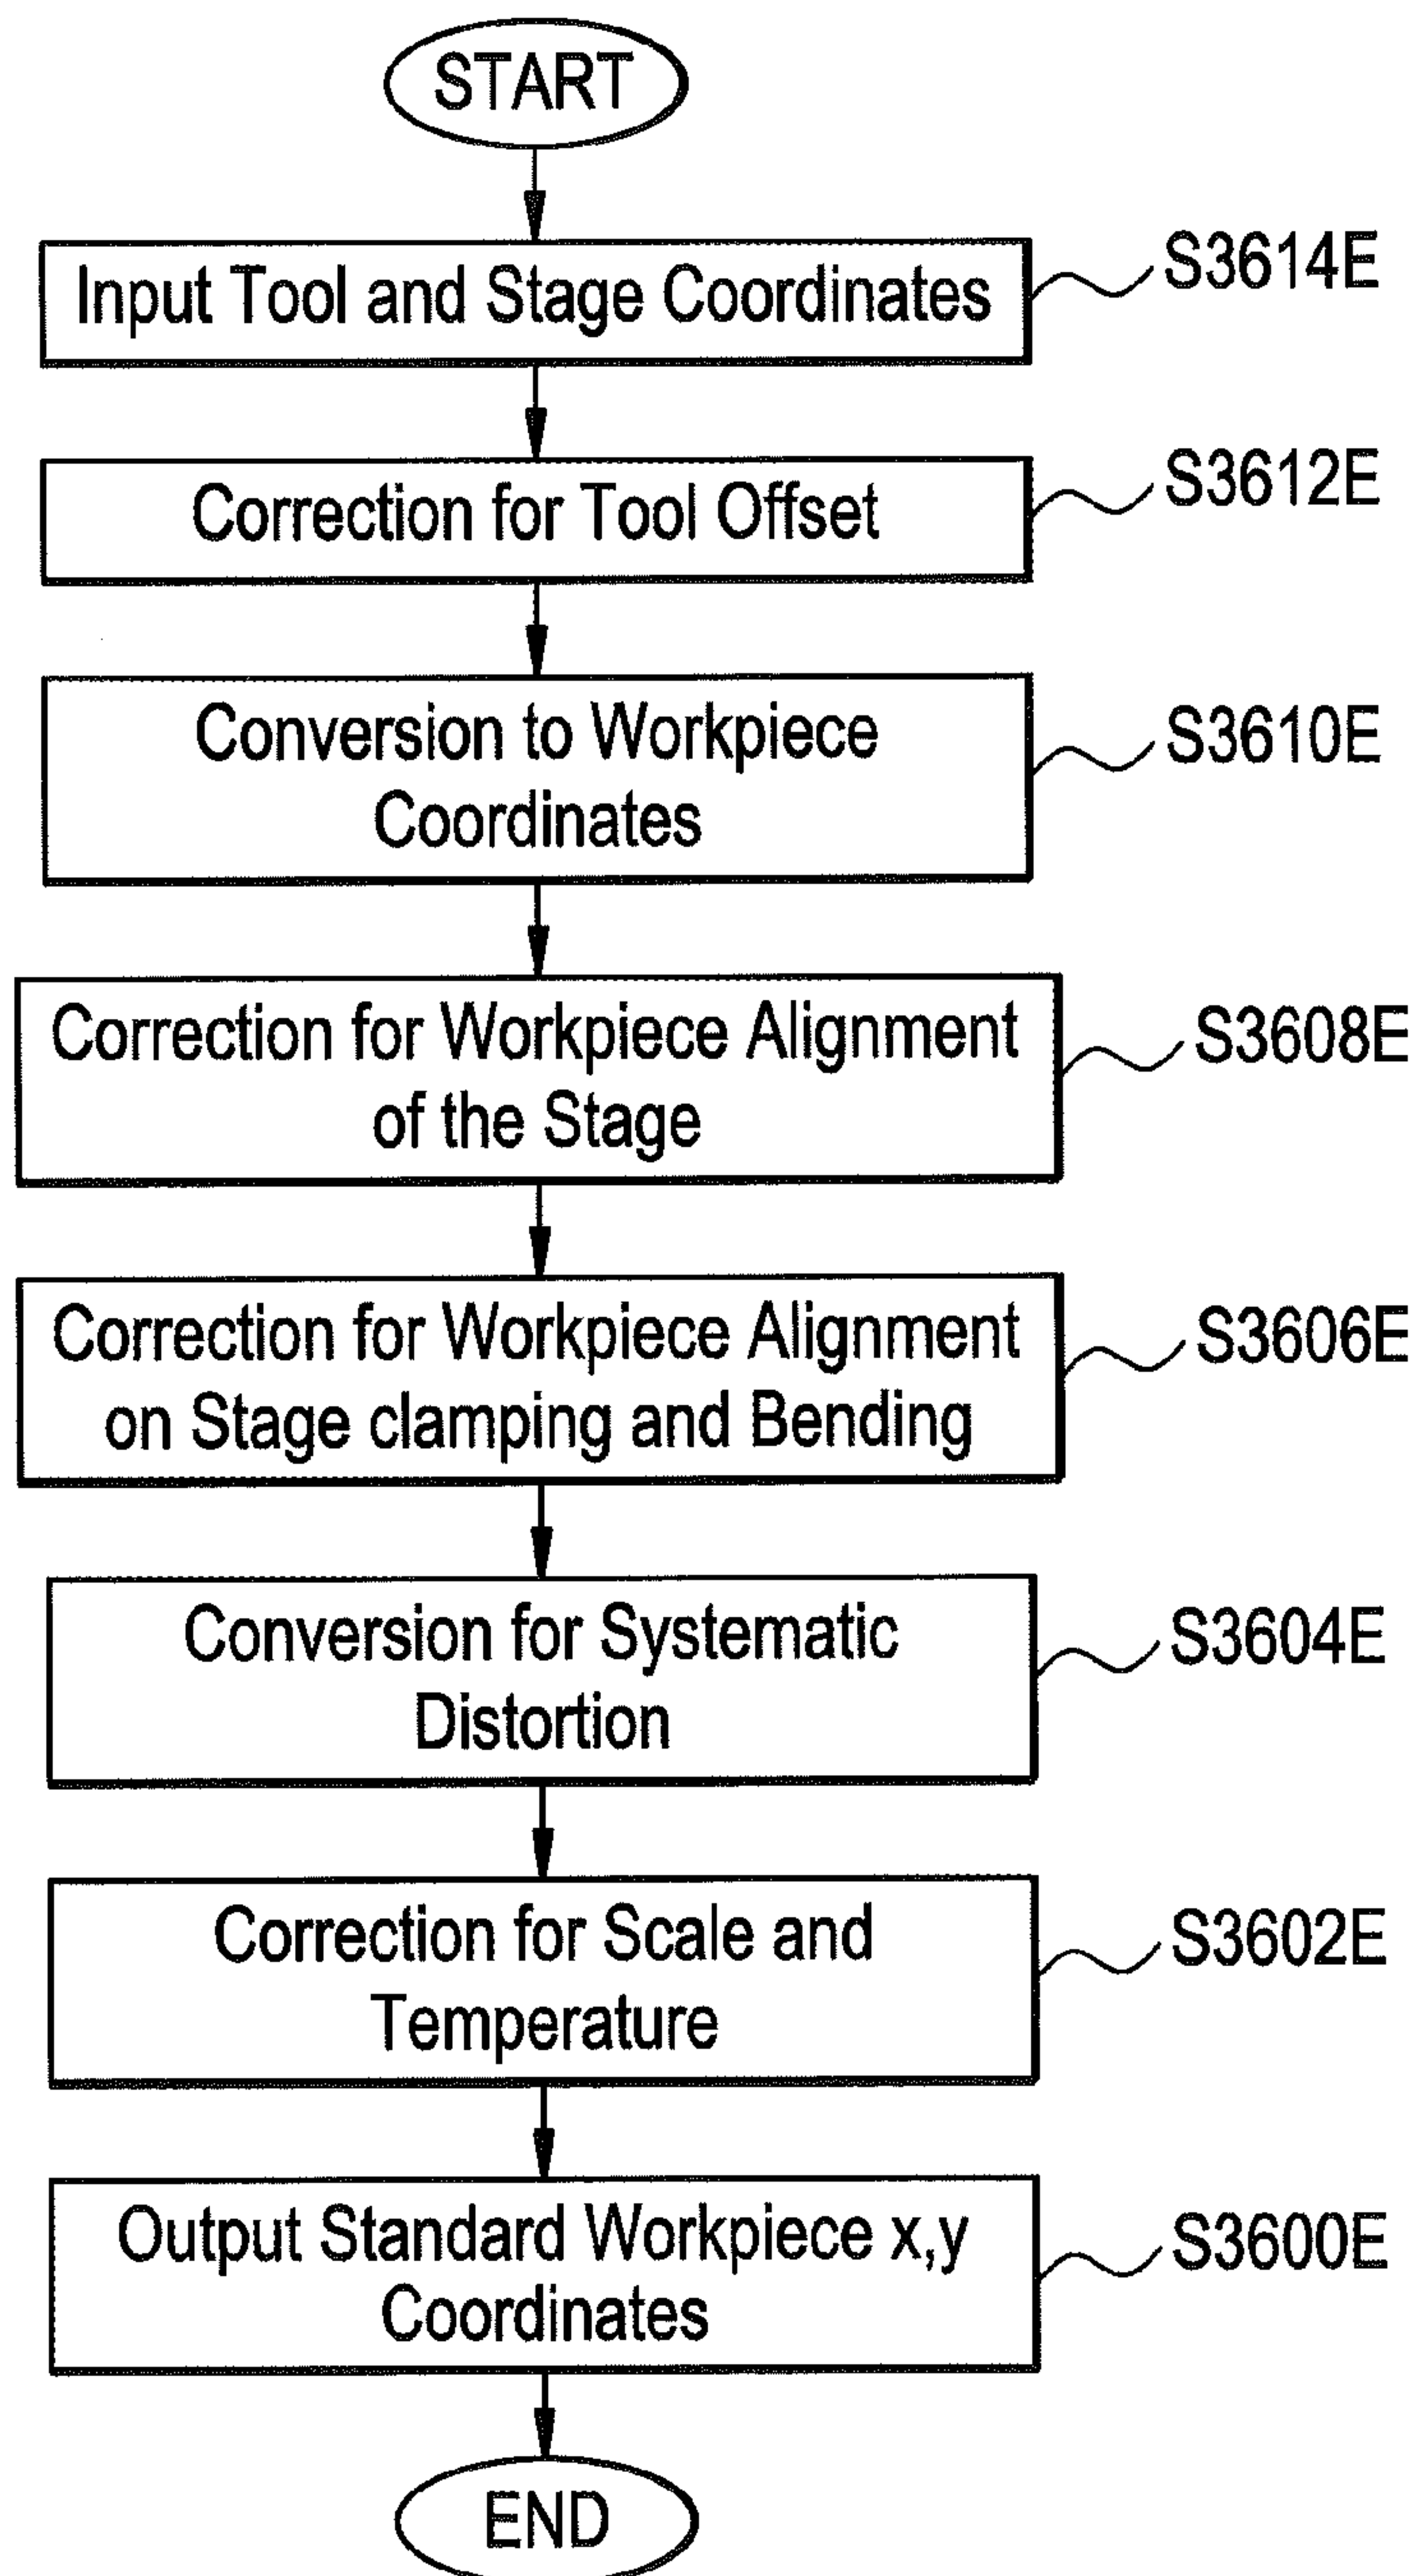 START
Input Tool and Stage Coordinates
S3614E
Correction for Tool Offset
S3612E
Conversion to Workpiece
Coordinates
S3610E
Correction for Workpiece Alignment
of the Stage
S3608E
Correction for Workpiece Alignment
on Stage clamping and Bending
S3606E
Conversion for Systematic
Distortion
S3604E
Correction for Scale and
Temperature
S3602E
Output Standard Workpiece x,y
Coordinates
S3600E
END